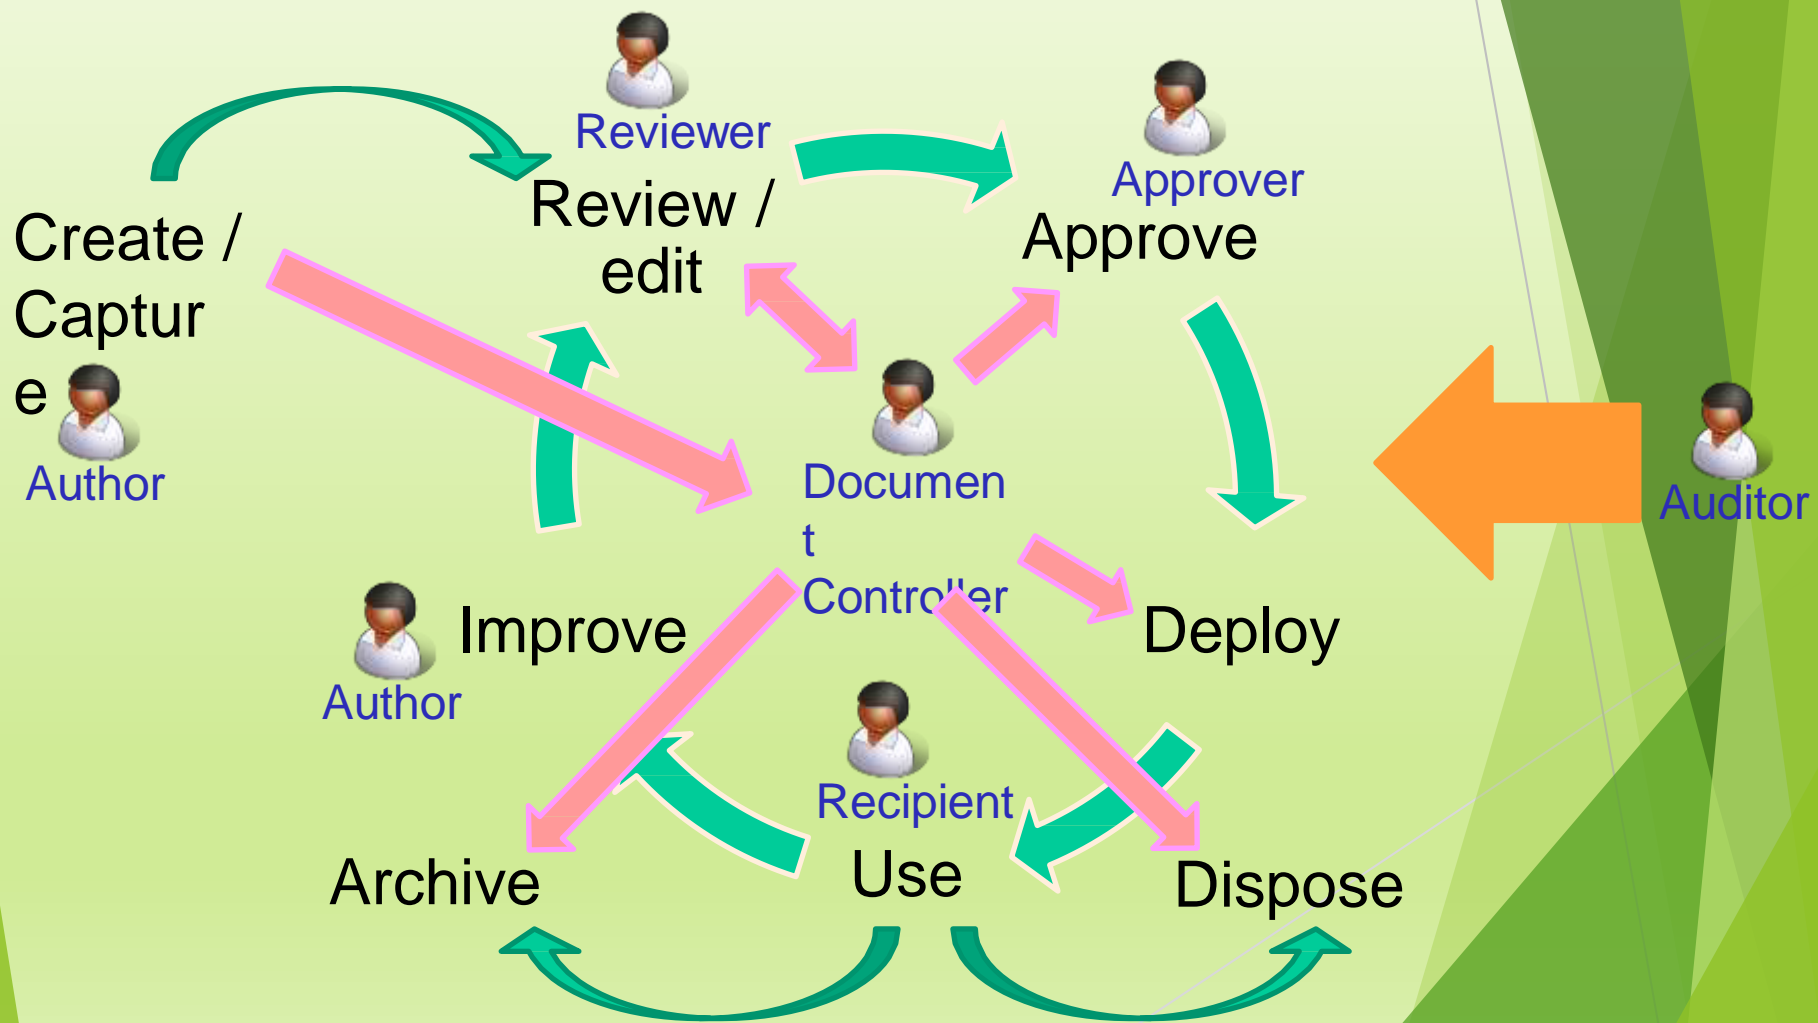 Reviewer
Review /
edit
Approver
Approve
Create /
Captur
e
Author
Documen
t
Controller
Auditor
Author
Improve
Deploy
Recipient
Use
Archive
Dispose